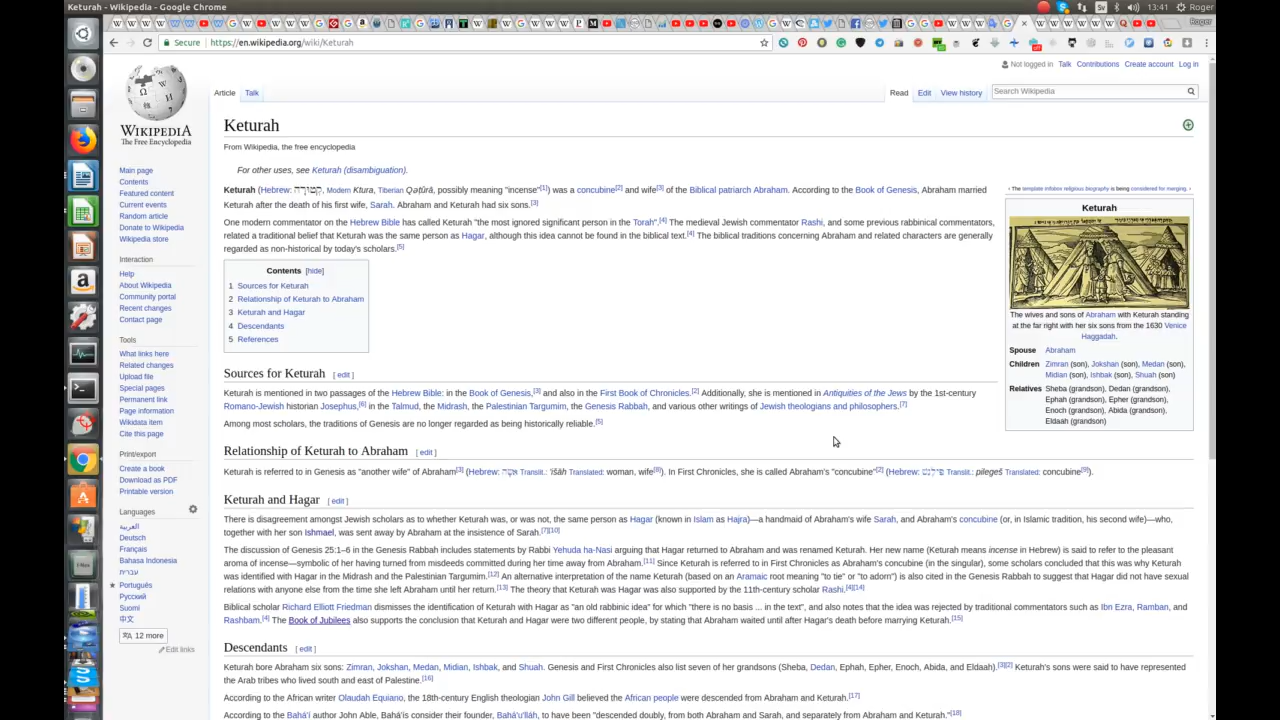 Keturah - Wikipedia - Google Chrome
Sv
13:41
Roger
Roger
Secure
https://en.wikipedia.org/wiki/Keturah
Not logged in Talk Contributions Create account Log in
Article Talk
Read Edit View history
Search Wikipedia
WIKIPEDIA
The Free Encyclopedia
Main page
Contents
Featured content
Current events
Random article
Donate to Wikipedia
Wikipedia store
Interaction
Help
About Wikipedia
Community portal
Recent changes
Contact page
Tools
What links here
Related changes
Upload file
Special pages
Permanent link
Page information
Wikidata item
Cite this page
Print/export
Create a book
Download as PDF
Printable version
Languages
العربية
Deutsch
Français
Bahasa Indonesia
עברית
Português
Русский
Suomi
中文
12 more
Edit links
Keturah
From Wikipedia, the free encyclopedia
For other uses, see Keturah (disambiguation).
Keturah (Hebrew: קְטוּרָה, Modern Ktura, Tiberian Qəṭûrā, possibly meaning "incense"[1]) was a concubine[2] and wife[3] of the Biblical patriarch Abraham. According to the Book of Genesis, Abraham married
Keturah after the death of his first wife, Sarah. Abraham and Keturah had six sons.[3]
One modern commentator on the Hebrew Bible has called Keturah "the most ignored significant person in the Torah".[4] The medieval Jewish commentator Rashi, and some previous rabbinical commentators,
related a traditional belief that Keturah was the same person as Hagar, although this idea cannot be found in the biblical text.[4] The biblical traditions concerning Abraham and related characters are generally
regarded as non-historical by today's scholars.[5]
Contents [hide]
1 Sources for Keturah
2 Relationship of Keturah to Abraham
3 Keturah and Hagar
4 Descendants
5 References
‹ The template Infobox religious biography is being considered for merging. ›
Keturah
The wives and sons of Abraham with Keturah standing
at the far right with her six sons from the 1630 Venice
Haggadah.
Spouse Abraham
Children Zimran (son), Jokshan (son), Medan (son),
Midian (son), Ishbak (son), Shuah (son)
Relatives Sheba (grandson), Dedan (grandson),
Ephah (grandson), Epher (grandson),
Enoch (grandson), Abida (grandson),
Eldaah (grandson)
Sources for Keturah [ edit ]
Keturah is mentioned in two passages of the Hebrew Bible: in the Book of Genesis,[3] and also in the First Book of Chronicles.[2] Additionally, she is mentioned in Antiquities of the Jews by the 1st-century
Romano-Jewish historian Josephus,[6] in the Talmud, the Midrash, the Palestinian Targumim, the Genesis Rabbah, and various other writings of Jewish theologians and philosophers.[7]
Among most scholars, the traditions of Genesis are no longer regarded as being historically reliable.[5]
Relationship of Keturah to Abraham [ edit ]
Keturah is referred to in Genesis as "another wife" of Abraham[3] (Hebrew: אִשָּׁה Translit.: 'išāh Translated: woman, wife[8]). In First Chronicles, she is called Abraham's "concubine"[2] (Hebrew: פִּילֶגֶשׁ Translit.: pilegeš Translated: concubine[9]).
Keturah and Hagar [ edit ]
There is disagreement amongst Jewish scholars as to whether Keturah was, or was not, the same person as Hagar (known in Islam as Hajra)—a handmaid of Abraham's wife Sarah, and Abraham's concubine (or, in Islamic tradition, his second wife)—who,
together with her son Ishmael, was sent away by Abraham at the insistence of Sarah.[7][10]
The discussion of Genesis 25:1–6 in the Genesis Rabbah includes statements by Rabbi Yehuda ha-Nasi arguing that Hagar returned to Abraham and was renamed Keturah. Her new name (Keturah means incense in Hebrew) is said to refer to the pleasant
aroma of incense—symbolic of her having turned from misdeeds committed during her time away from Abraham.[11] Since Keturah is referred to in First Chronicles as Abraham's concubine (in the singular), some scholars concluded that this was why Keturah
was identified with Hagar in the Midrash and the Palestinian Targumim.[12] An alternative interpretation of the name Keturah (based on an Aramaic root meaning "to tie" or "to adorn") is also cited in the Genesis Rabbah to suggest that Hagar did not have sexual
relations with anyone else from the time she left Abraham until her return.[13] The theory that Keturah was Hagar was also supported by the 11th-century scholar Rashi.[4][14]
Biblical scholar Richard Elliott Friedman dismisses the identification of Keturah with Hagar as "an old rabbinic idea" for which "there is no basis ... in the text", and also notes that the idea was rejected by traditional commentators such as Ibn Ezra, Ramban, and
Rashbam.[4] The Book of Jubilees also supports the conclusion that Keturah and Hagar were two different people, by stating that Abraham waited until after Hagar's death before marrying Keturah.[15]
Descendants [ edit ]
Keturah bore Abraham six sons: Zimran, Jokshan, Medan, Midian, Ishbak, and Shuah. Genesis and First Chronicles also list seven of her grandsons (Sheba, Dedan, Ephah, Epher, Enoch, Abida, and Eldaah).[3][2] Keturah's sons were said to have represented
the Arab tribes who lived south and east of Palestine.[16]
According to the African writer Olaudah Equiano, the 18th-century English theologian John Gill believed the African people were descended from Abraham and Keturah.[17]
According to the Bahá'í author John Able, Bahá'ís consider their founder, Bahá'u'lláh, to have been "descended doubly, from both Abraham and Sarah, and separately from Abraham and Keturah."[18]